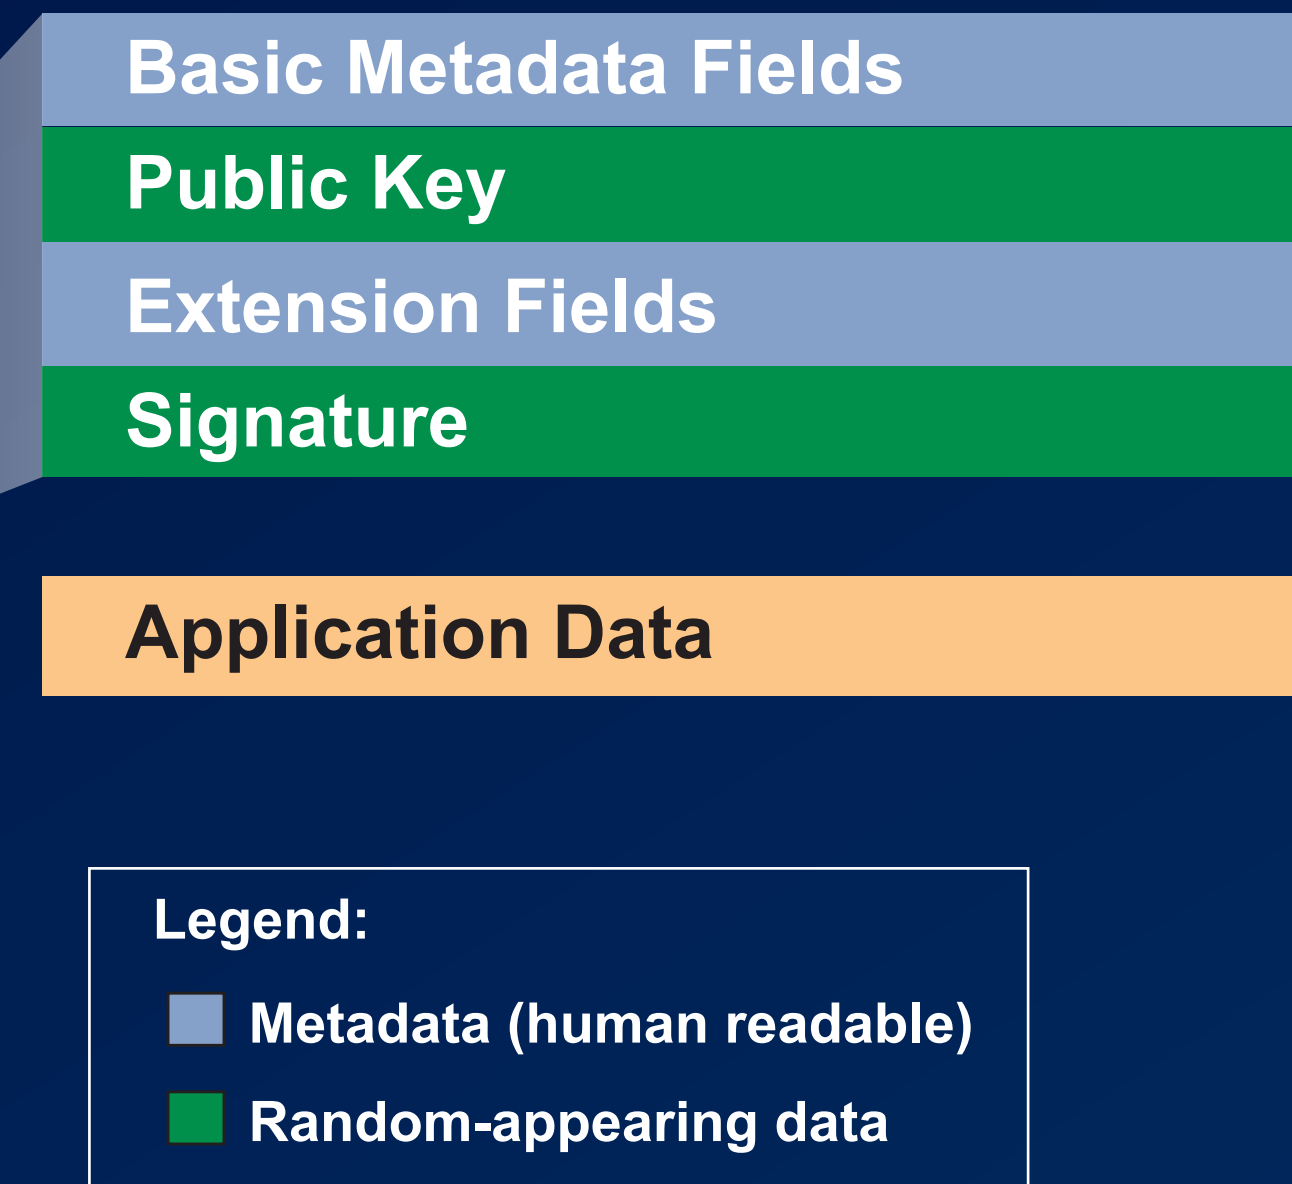 Basic Metadata Fields
Public Key
Extension Fields
Signature
Application Data
Legend:
Metadata (human readable)
Random-appearing data